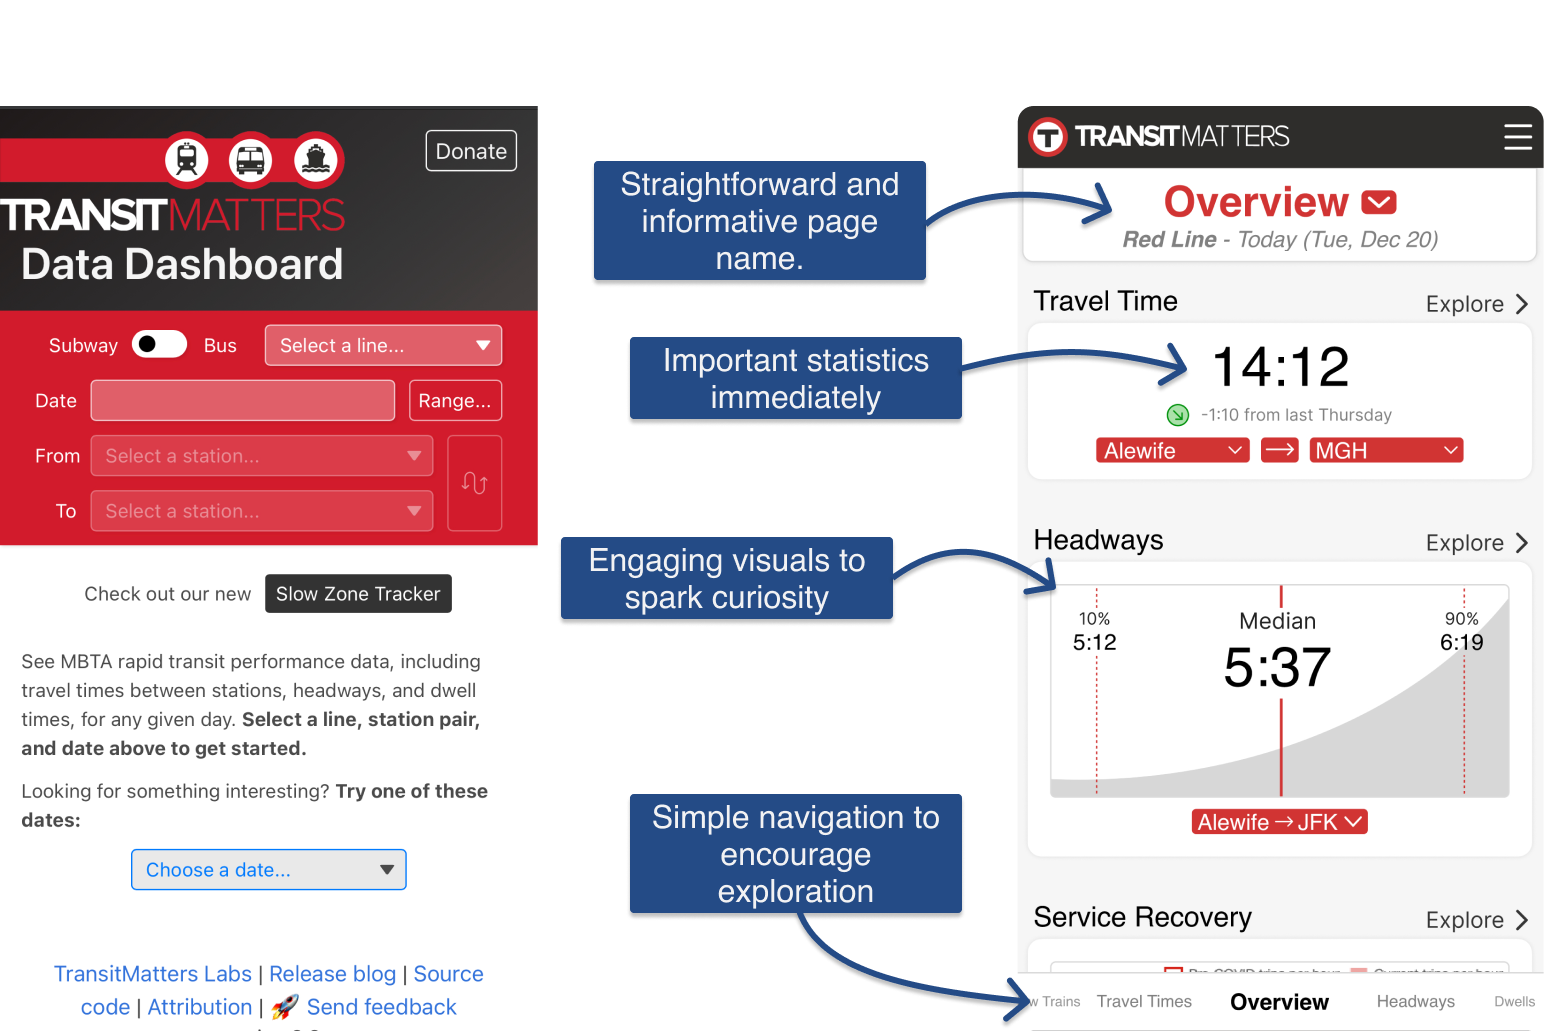 TRANSITMATTERS
Data Dashboard
Donate
Subway
Bus
Select a line...
Date
Range...
From
Select a station...
To
Select a station...
Check out our new
Slow Zone Tracker
See MBTA rapid transit performance data, including
travel times between stations, headways, and dwell
times, for any given day. Select a line, station pair,
and date above to get started.
Looking for something interesting? Try one of these
dates:
Choose a date...
TransitMatters Labs | Release blog | Source
code | Attribution | 🚀 Send feedback
Straightforward and
informative page
name.
Important statistics
immediately
Engaging visuals to
spark curiosity
Simple navigation to
encourage
exploration
T TRANSITMATTERS
Overview
Red Line - Today (Tue, Dec 20)
Travel Time
Explore
14:12
-1:10 from last Thursday
Alewife → MGH
Headways
Explore
10%
5:12
Median
5:37
90%
6:19
Alewife → JFK
Service Recovery
Explore
w Trains
Travel Times
Overview
Headways
Dwells